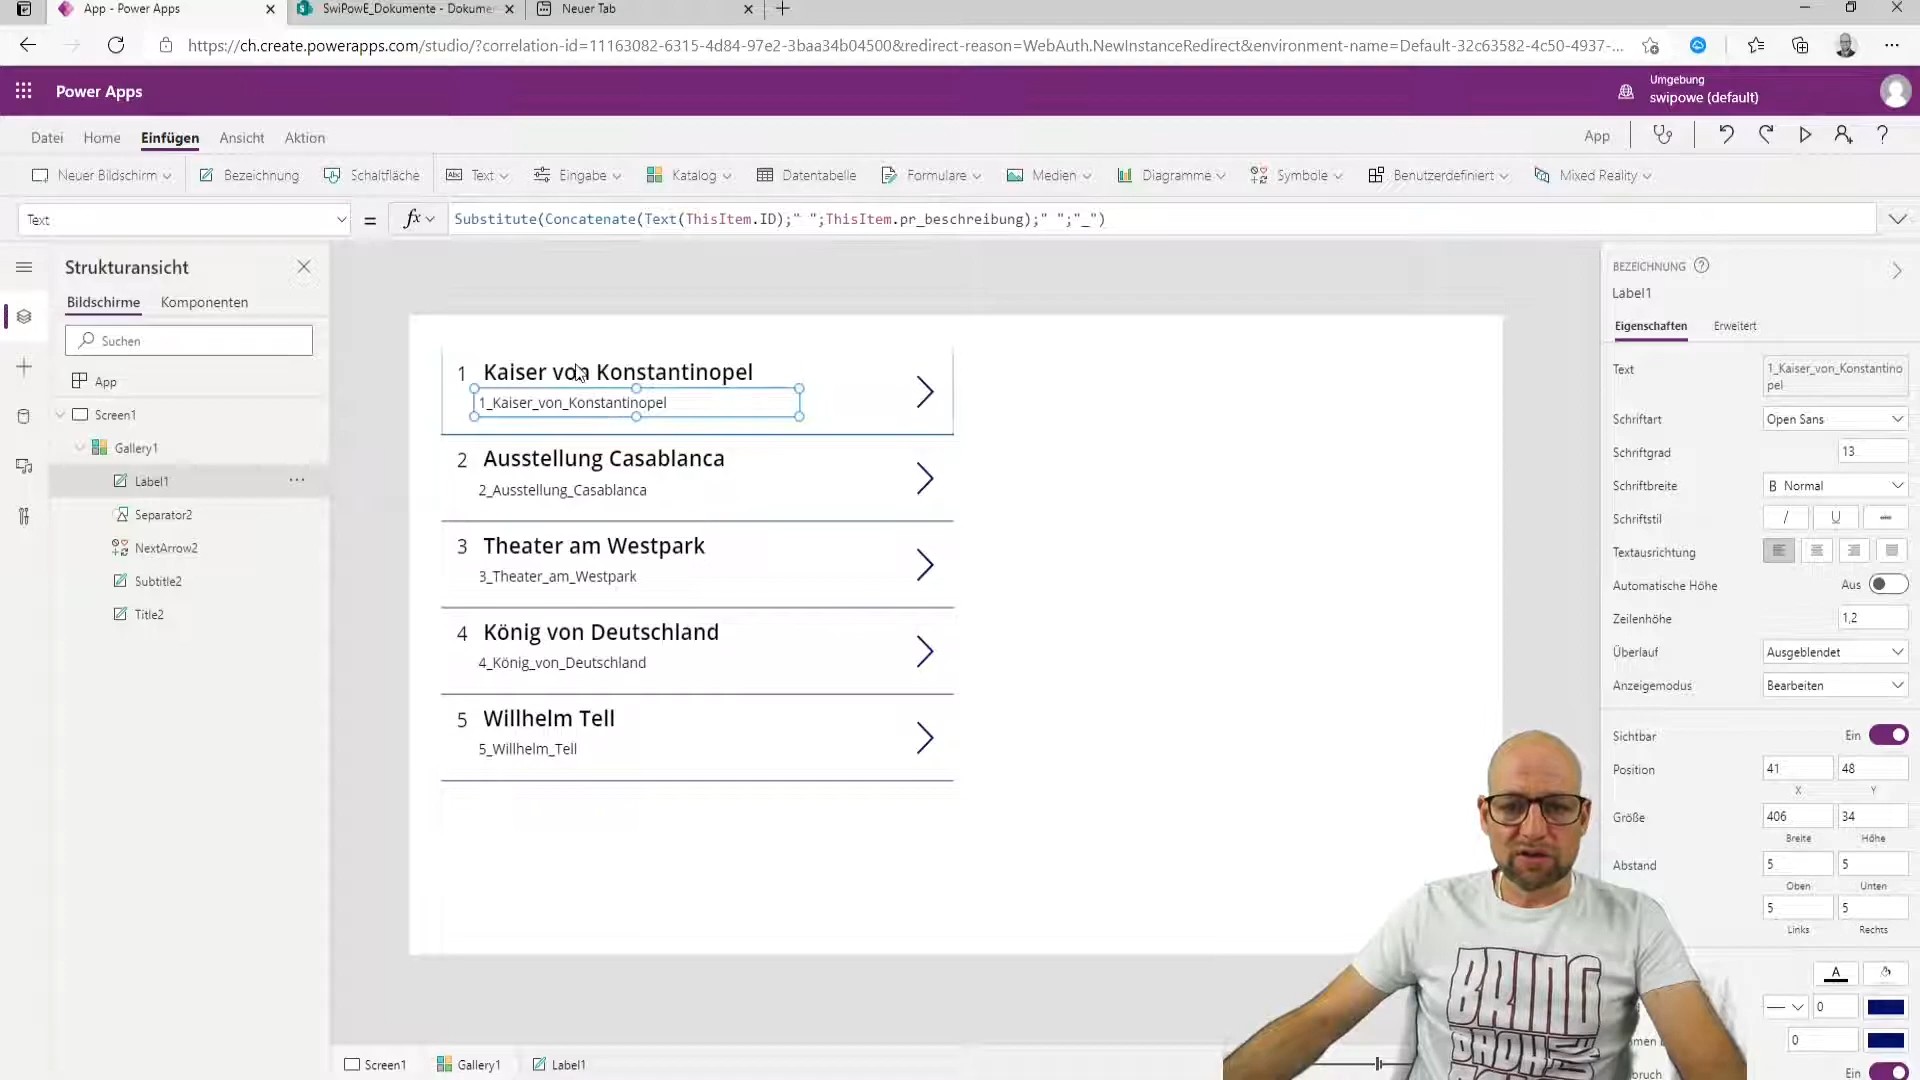 App - Power Apps
SwiPowE_Dokumente - Dokume
Neuer Tab
https://ch.create.powerapps.com/studio/?correlation-id=11163082-6315-4d84-97e2-3baa34b04500&redirect-reason=WebAuth.NewInstanceRedirect&environment-name=Default-32c63582-4c50-4937-...
Power Apps
Umgebung
swipowe (default)
Datei Home Einfügen Ansicht Aktion
App
Neuer Bildschirm Bezeichnung Schaltfläche Text Eingabe Katalog Datentabelle Formulare Medien Diagramme Symbole Benutzerdefiniert Mixed Reality
Text = fx Substitute(Concatenate(Text(ThisItem.ID);" ";ThisItem.pr_beschreibung);" ";"_")
Strukturansicht
Bildschirme Komponenten
Suchen
App
Screen1
Gallery1
Label1
Separator2
NextArrow2
Subtitle2
Title2
1 Kaiser von Konstantinopel
1_Kaiser_von_Konstantinopel
2 Ausstellung Casablanca
2_Ausstellung_Casablanca
3 Theater am Westpark
3_Theater_am_Westpark
4 König von Deutschland
4_König_von_Deutschland
5 Willhelm Tell
5_Willhelm_Tell
BEZEICHNUNG
Label1
Eigenschaften Erweitert
Text 1_Kaiser_von_Konstantino
pel
Schriftart Open Sans
Schriftgrad 13
Schriftbreite B Normal
Schriftstil
Textausrichtung
Automatische Höhe Aus
Zeilenhöhe 1,2
Überlauf Ausgeblendet
Anzeigemodus Bearbeiten
Sichtbar Ein
Position 41 48
X Y
Größe 406 34
Breite Höhe
Abstand 5 5
Oben Unten
5 5
Links Rechts
A
0
0
Ein
BRING
Screen1 Gallery1 Label1